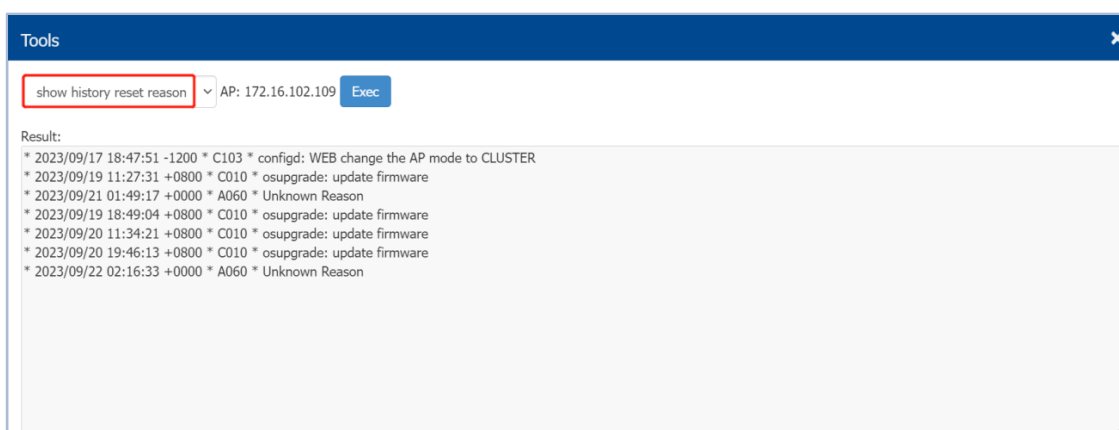 Tools
show history reset reason AP: 172.16.102.109 Exec
Result:
* 2023/09/17 18:47:51 -1200 * C103 * configd: WEB change the AP mode to CLUSTER
* 2023/09/19 11:27:31 +0800 * C010 * osupgrade: update firmware
* 2023/09/21 01:49:17 +0000 * A060 * Unknown Reason
* 2023/09/19 18:49:04 +0800 * C010 * osupgrade: update firmware
* 2023/09/20 11:34:21 +0800 * C010 * osupgrade: update firmware
* 2023/09/20 19:46:13 +0800 * C010 * osupgrade: update firmware
* 2023/09/22 02:16:33 +0000 * A060 * Unknown Reason